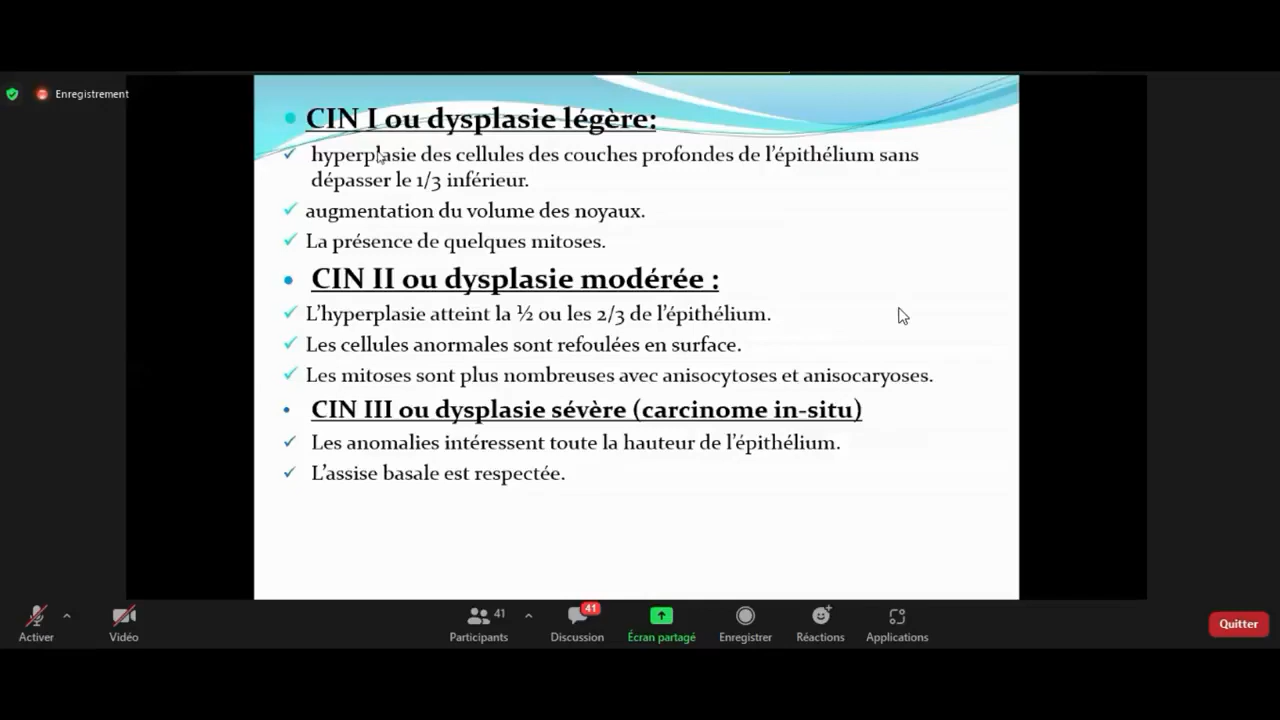 Enregistrement
CIN I ou dysplasie légère:
hyperplasie des cellules des couches profondes de l'épithélium sans
dépasser le 1/3 inférieur.
augmentation du volume des noyaux.
La présence de quelques mitoses.
CIN II ou dysplasie modérée :
L'hyperplasie atteint la ½ ou les 2/3 de l'épithélium.
Les cellules anormales sont refoulées en surface.
Les mitoses sont plus nombreuses avec anisocytoses et anisocaryoses.
CIN III ou dysplasie sévère (carcinome in-situ)
Les anomalies intéressent toute la hauteur de l'épithélium.
L'assise basale est respectée.
41 41
Activer Vidéo Participants Discussion Écran partagé Enregistrer Réactions Applications Quitter